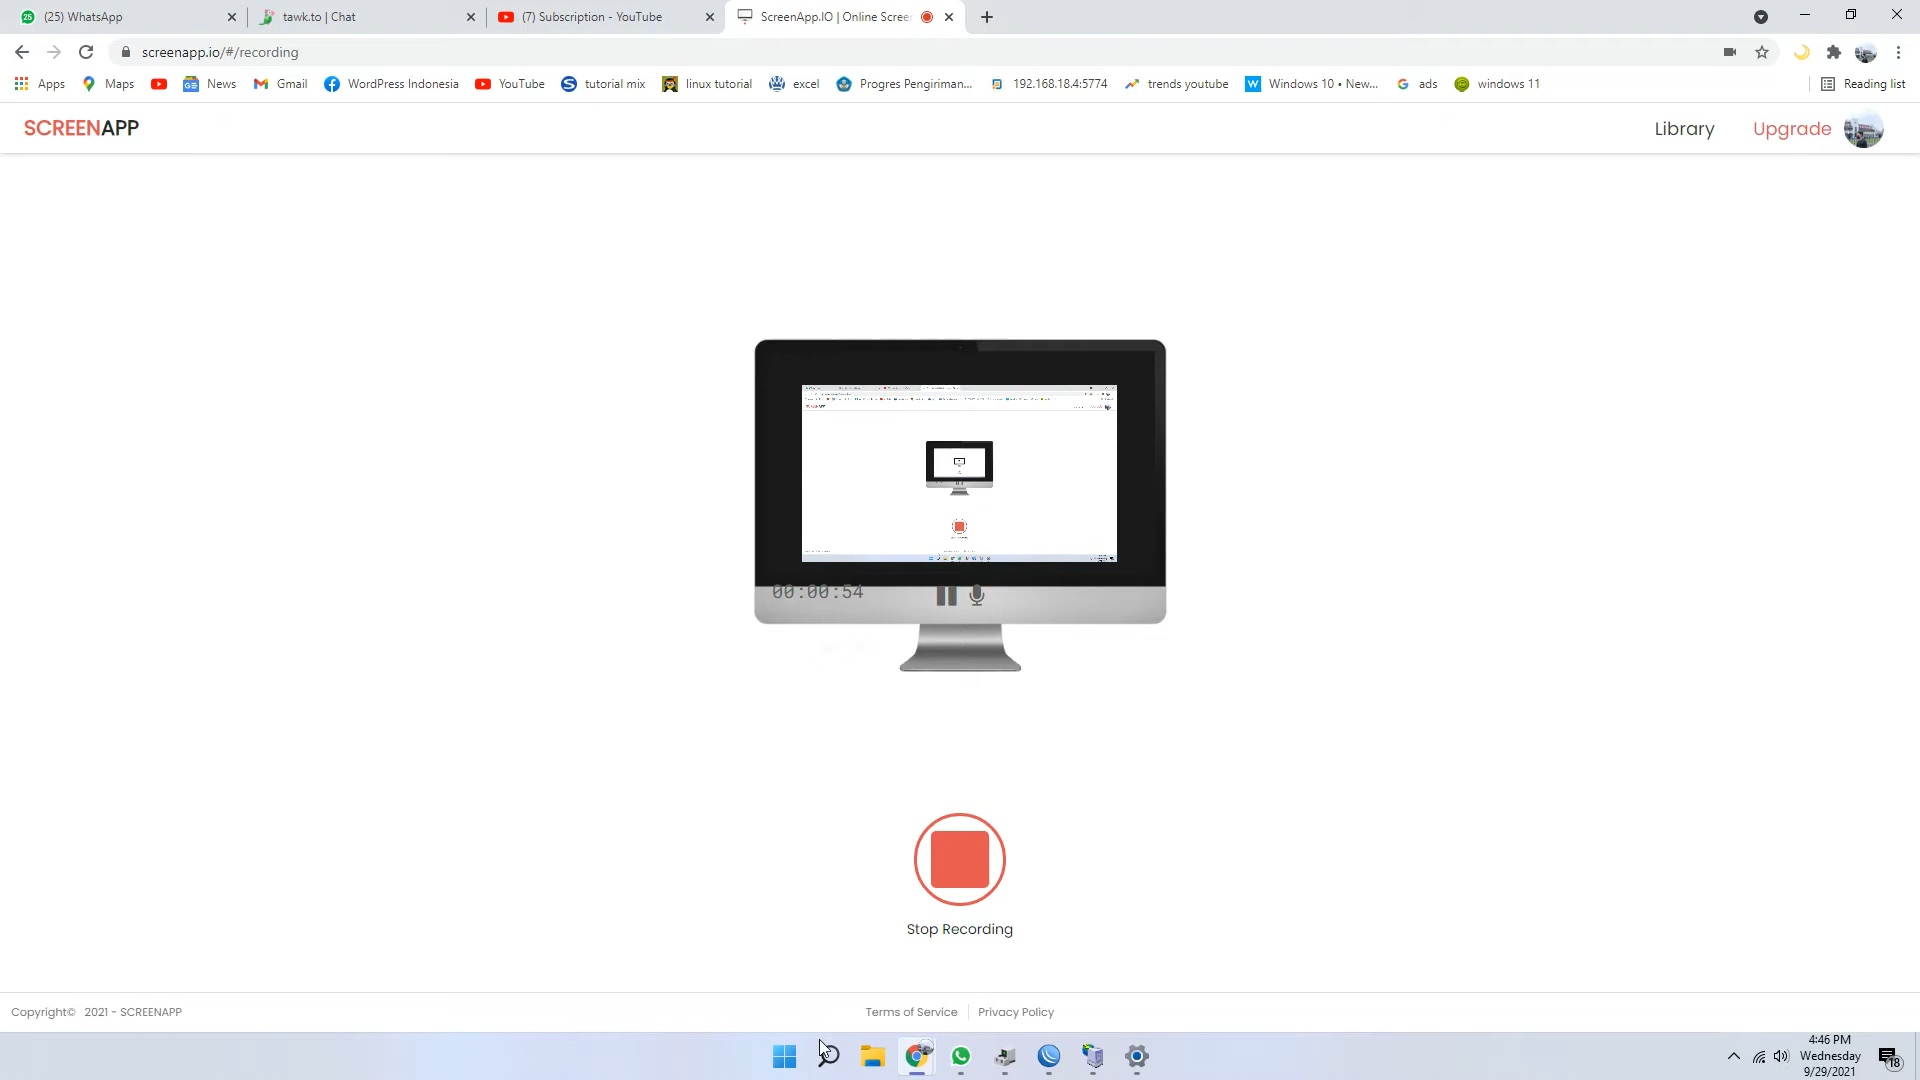 (25) WhatsApp
tawk.to | Chat
(7) Subscription - YouTube
ScreenApp.IO | Online Scree
screenapp.io/#/recording
Apps
Maps
News
Gmail
WordPress Indonesia
YouTube
tutorial mix
linux tutorial
excel
Progres Pengiriman...
192.168.18.4:5774
trends youtube
Windows 10 • New...
ads
windows 11
Reading list
SCREENAPP
Library
Upgrade
00:00:54
Stop Recording
Copyright© 2021 - SCREENAPP
Terms of Service
Privacy Policy
4:46 PM
Wednesday
9/29/2021
18